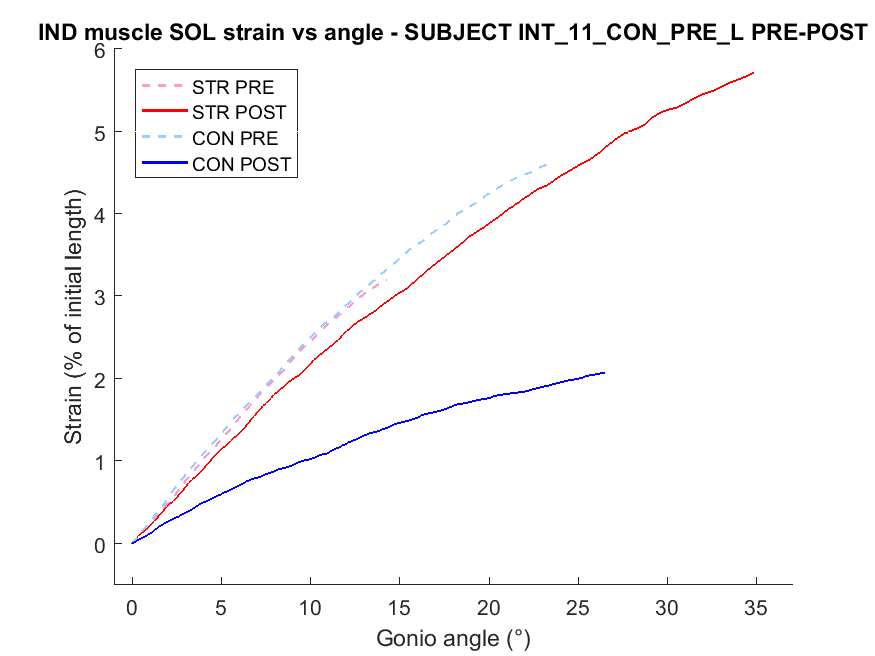 IND muscle SOL strain vs angle - SUBJECT INT_11_CON_PRE_L PRE-POST
6
5
4
3
2
1
0
Strain (% of initial length)
STR PRE
STR POST
CON PRE
CON POST
0 5 10 15 20 25 30 35
Gonio angle (°)